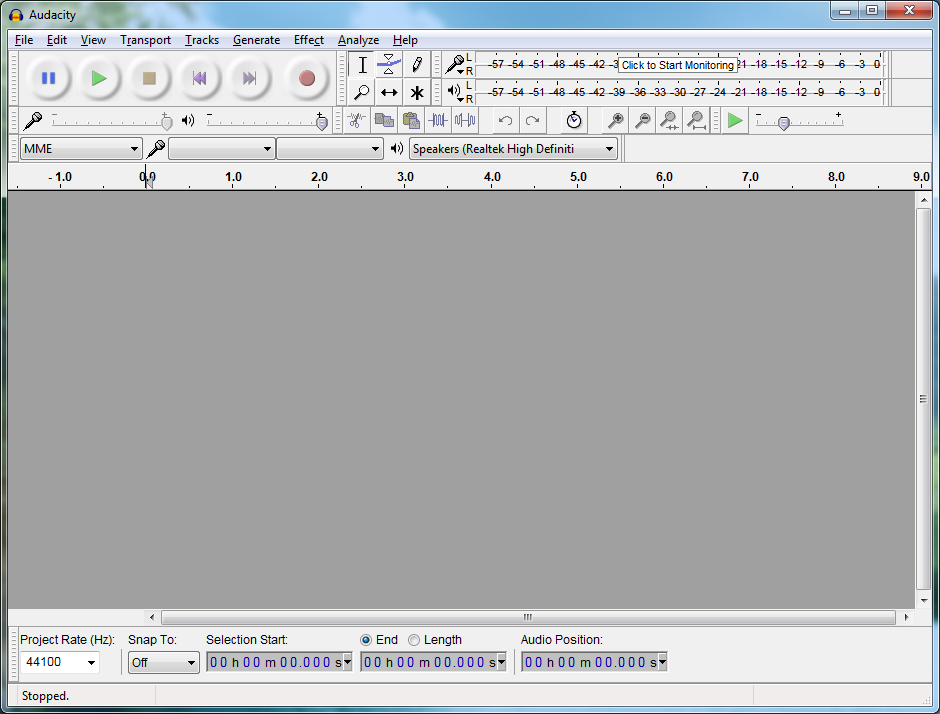 Audacity
File Edit View Transport Tracks Generate Effect Analyze Help
L
R
-57 -54 -51 -48 -45 -42 Click to Start Monitoring -18 -15 -12 -9 -6 -3 0
L
R
-57 -54 -51 -48 -45 -42 -39 -36 -33 -30 -27 -24 -21 -18 -15 -12 -9 -6 -3 0
MME Speakers (Realtek High Definiti
- 1.0 0.0 1.0 2.0 3.0 4.0 5.0 6.0 7.0 8.0 9.0
Project Rate (Hz): Snap To: Selection Start: End Length Audio Position:
44100 Off 00 h 00 m 00.000 s 00 h 00 m 00.000 s 00 h 00 m 00.000 s
Stopped.